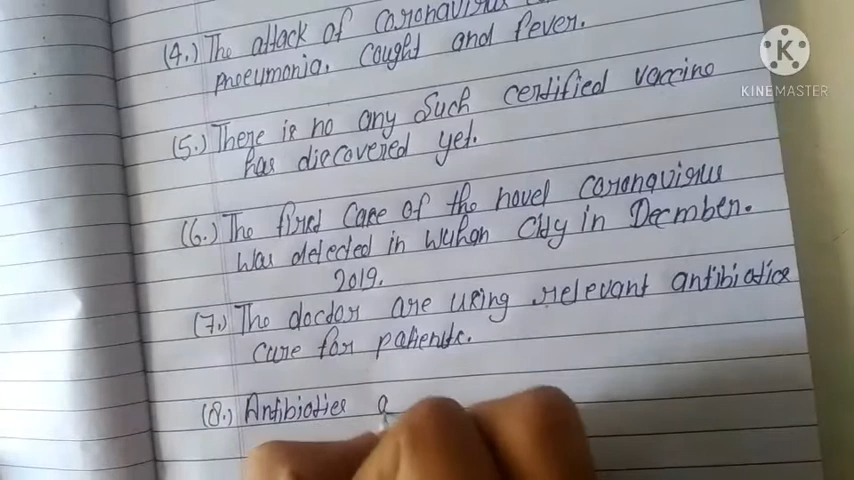 (4.) The attack of coronavirus
pneumonia, cought and fever.
(5.) There is no any such certified vaccine
has discovered yet.
(6.) The first case of the novel coronavirus
was detected in wuhan city in Decmber.
2019.
(7.) The doctor are using relevant antibiotics
cure for patients.
(8.) Antibiotics a
K
KINEMASTER